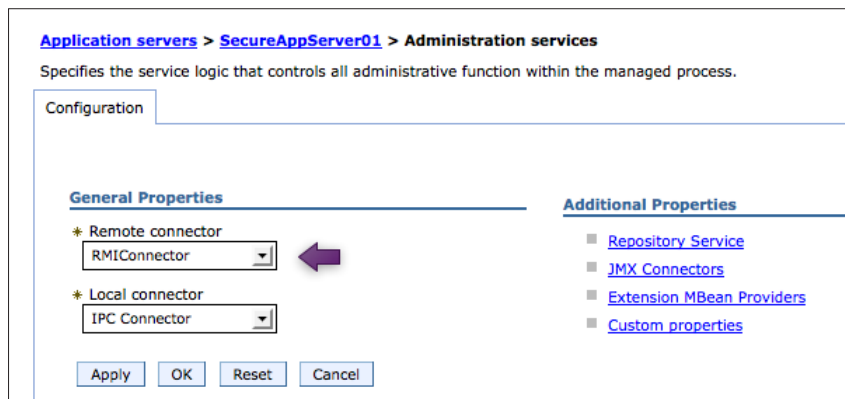 Application servers > SecureAppServer01 > Administration services
Specifies the service logic that controls all administrative function within the managed process.
Configuration
General Properties
* Remote connector
RMIConnector
* Local connector
IPC Connector
Apply OK Reset Cancel
Additional Properties
Repository Service
JMX Connectors
Extension MBean Providers
Custom properties